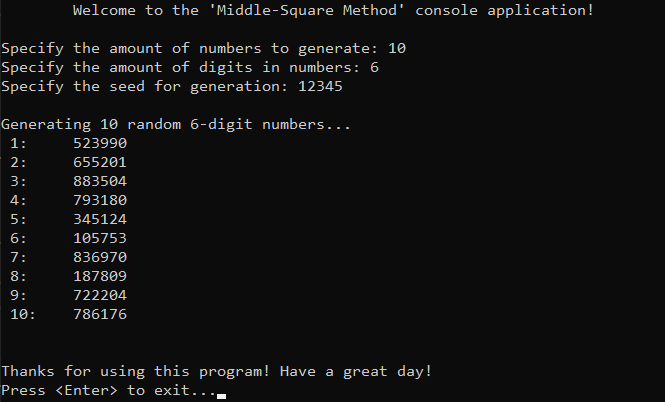 Welcome to the 'Middle-Square Method' console application!
Specify the amount of numbers to generate: 10
Specify the amount of digits in numbers: 6
Specify the seed for generation: 12345
Generating 10 random 6-digit numbers...
1: 523990
2: 655201
3: 883504
4: 793180
5: 345124
6: 105753
7: 836970
8: 187809
9: 722204
10: 786176
Thanks for using this program! Have a great day!
Press <Enter> to exit...